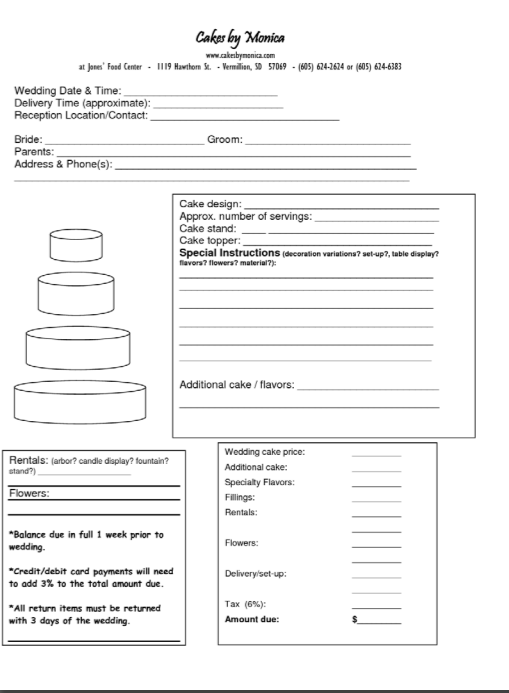 Cakes by Monica
www.cakesbymonica.com
at Jones' Food Center - 1119 Hawthorn St. - Vermillion, SD 57069 - (605) 624-2624 or (605) 624-6383
Wedding Date & Time:
Delivery Time (approximate):
Reception Location/Contact:
Bride: Groom:
Parents:
Address & Phone(s):
Cake design:
Approx. number of servings:
Cake stand:
Cake topper:
Special Instructions (decoration variations? set-up?, table display?
flavors? flowers? material?):
Additional cake / flavors:
Rentals: (arbor? candle display? fountain?
stand?)
Flowers:
*Balance due in full 1 week prior to
wedding.
*Credit/debit card payments will need
to add 3% to the total amount due.
*All return items must be returned
with 3 days of the wedding.
Wedding cake price:
Additional cake:
Specialty Flavors:
Fillings:
Rentals:
Flowers:
Delivery/set-up:
Tax (6%):
Amount due: $